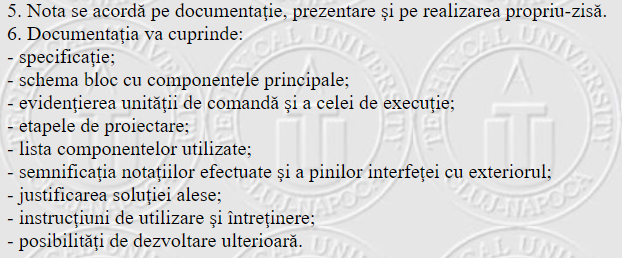 5. Nota se acordă pe documentaţie, prezentare şi pe realizarea propriu-zisă.
6. Documentaţia va cuprinde:
- specificaţie;
- schema bloc cu componentele principale;
- evidenţierea unităţii de comandă şi a celei de execuţie;
- etapele de proiectare;
- lista componentelor utilizate;
- semnificaţia notaţiilor efectuate şi a pinilor interfeţei cu exteriorul;
- justificarea soluţiei alese;
- instrucţiuni de utilizare şi întreţinere;
- posibilităţi de dezvoltare ulterioară.